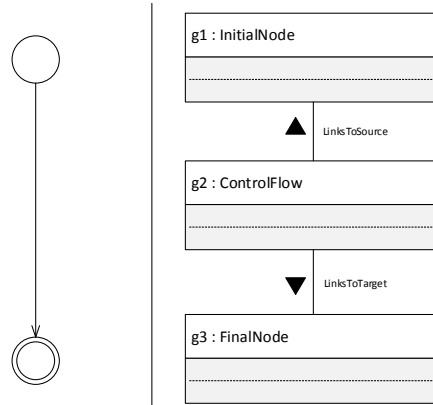 g1 : InitialNode
LinksToSource
g2 : ControlFlow
LinksToTarget
g3 : FinalNode